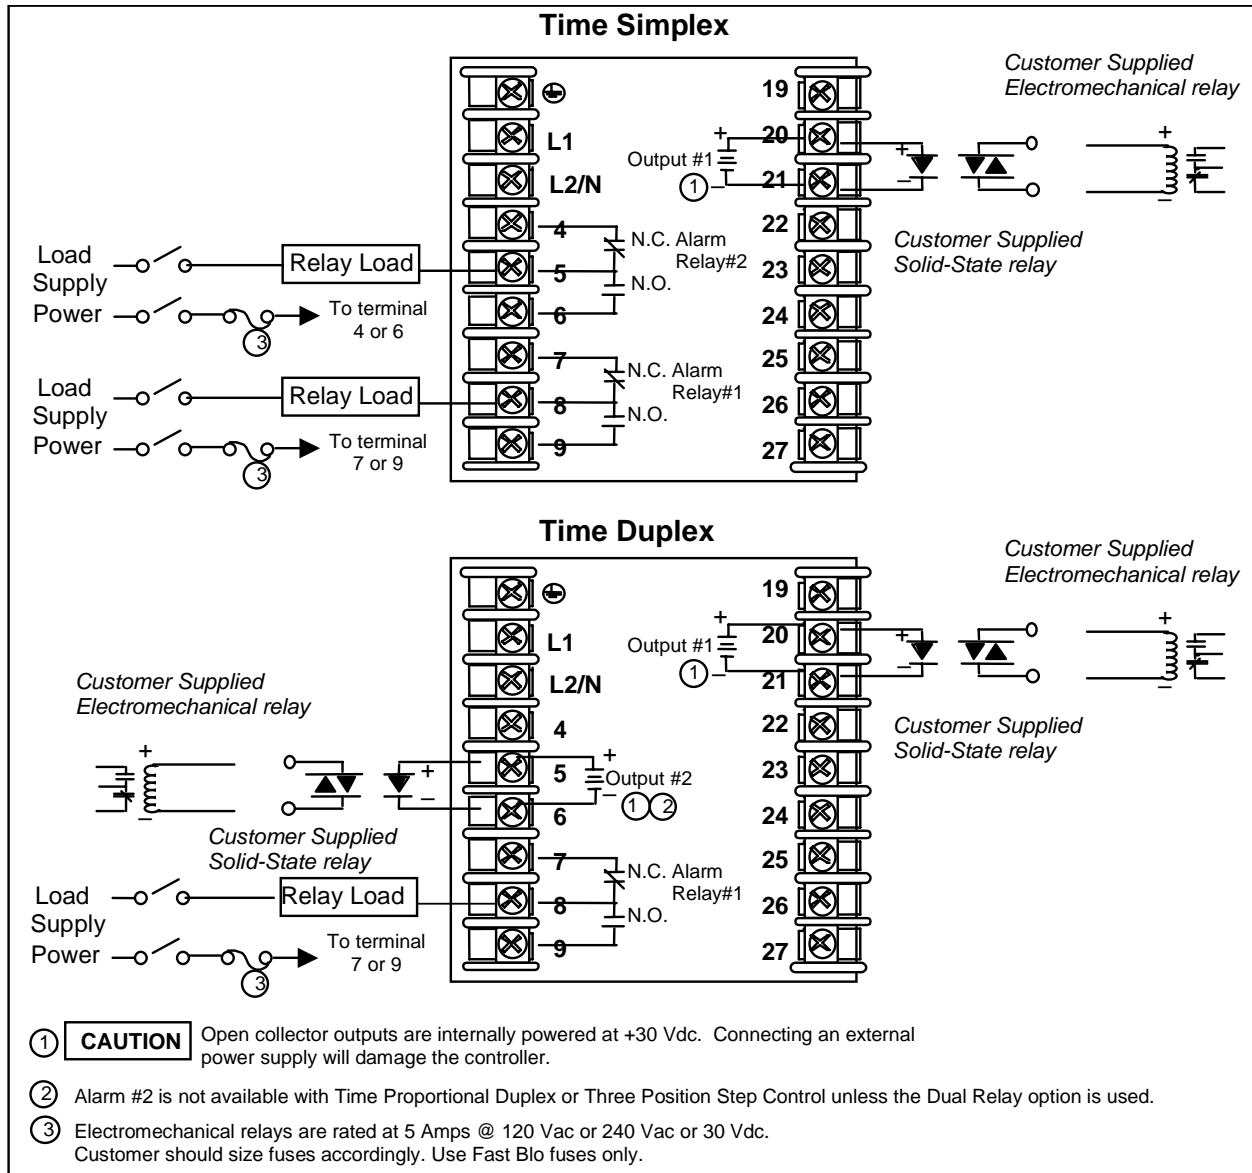 Time Simplex
Customer Supplied
Electromechanical relay
L1
L2/N
4
5
6
7
8
9
19
20
21
22
23
24
25
26
27
+
Output #1
1 –
+
–
+
–
Customer Supplied
Solid-State relay
N.C. Alarm
Relay#2
N.O.
N.C. Alarm
Relay#1
N.O.
Load
Supply
Power
Relay Load
3
To terminal
4 or 6
Load
Supply
Power
Relay Load
3
To terminal
7 or 9
Time Duplex
Customer Supplied
Electromechanical relay
L1
L2/N
4
5
6
7
8
9
19
20
21
22
23
24
25
26
27
+
Output #1
1 –
+
–
+
–
Customer Supplied
Solid-State relay
Customer Supplied
Electromechanical relay
+
–
+
–
+
Output #2
–
1 2
Customer Supplied
Solid-State relay
N.C. Alarm
Relay#1
N.O.
Load
Supply
Power
Relay Load
3
To terminal
7 or 9
1 CAUTION Open collector outputs are internally powered at +30 Vdc. Connecting an external
power supply will damage the controller.
2 Alarm #2 is not available with Time Proportional Duplex or Three Position Step Control unless the Dual Relay option is used.
3 Electromechanical relays are rated at 5 Amps @ 120 Vac or 240 Vac or 30 Vdc.
Customer should size fuses accordingly. Use Fast Blo fuses only.